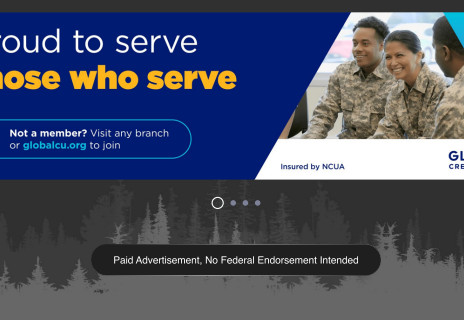 roud to serve
hose who serve
Not a member? Visit any branch
or globalcu.org to join
Insured by NCUA
GL
CRE
Paid Advertisement, No Federal Endorsement Intended